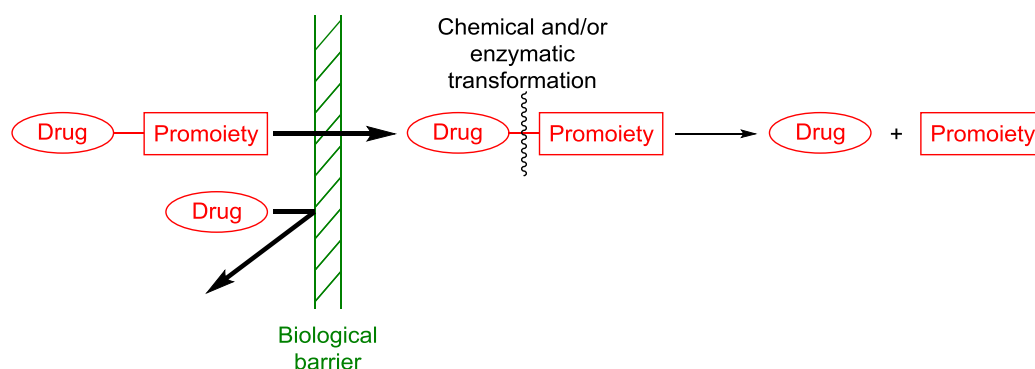 Chemical and/or
enzymatic
transformation
Drug
Promoiety
Drug
Promoiety
Drug
+
Promoiety
Drug
Biological
barrier